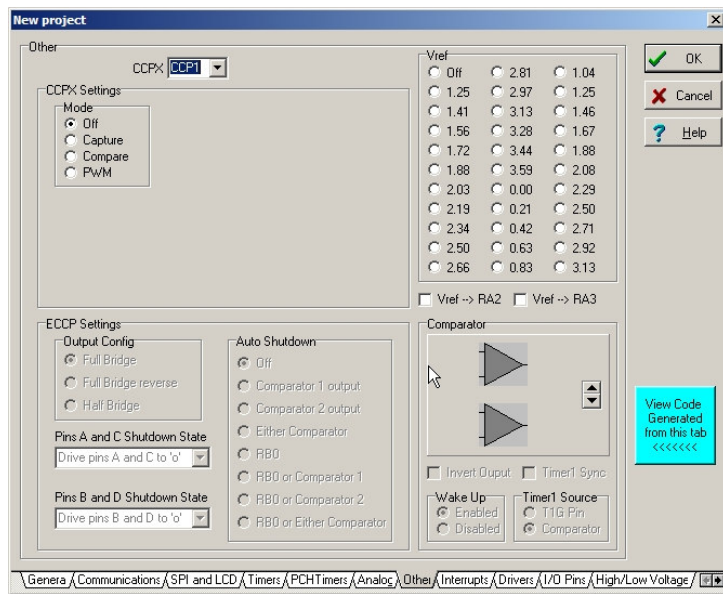 New project
Other
CCPX CCP1
CCPX Settings
Mode
Off
Capture
Compare
PWM
Vref
Off 2.81 1.04
1.25 2.97 1.25
1.41 3.13 1.46
1.56 3.28 1.67
1.72 3.44 1.88
1.88 3.59 2.08
2.03 0.00 2.29
2.19 0.21 2.50
2.34 0.42 2.71
2.50 0.63 2.92
2.66 0.83 3.13
Vref --> RA2 Vref --> RA3
OK
Cancel
Help
ECCP Settings
Output Config
Full Bridge
Full Bridge reverse
Half Bridge
Pins A and C Shutdown State
Drive pins A and C to 'o'
Pins B and D Shutdown State
Drive pins B and D to 'o'
Auto Shutdown
Off
Comparator 1 output
Comparator 2 output
Either Comparator
RB0
RB0 or Comparator 1
RB0 or Comparator 2
RB0 or Either Comparator
Comparator
Invert Ouput Timer1 Sync
Wake Up
Enabled
Disabled
Timer1 Source
T1G Pin
Comparator
View Code
Generated
from this tab
<<<<<<<
Genera Communications SPI and LCD Timers PCHTimers Analog Other Interrupts Drivers I/O Pins High/Low Voltage